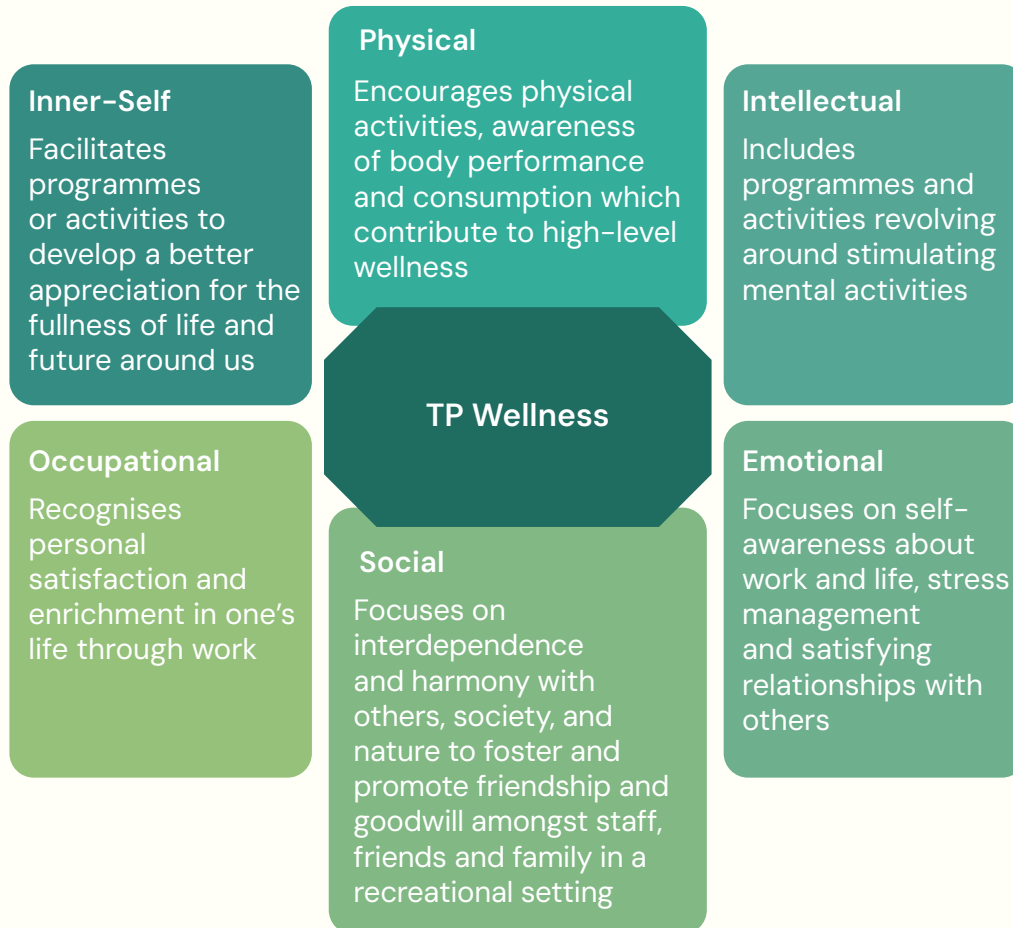 Physical
Encourages physical
activities, awareness
of body performance
and consumption which
contribute to high-level
wellness
Inner-Self
Facilitates
programmes
or activities to
develop a better
appreciation for the
fullness of life and
future around us
Intellectual
Includes
programmes and
activities revolving
around stimulating
mental activities
TP Wellness
Occupational
Recognises
personal
satisfaction and
enrichment in one’s
life through work
Social
Focuses on
interdependence
and harmony with
others, society, and
nature to foster and
promote friendship and
goodwill amongst staff,
friends and family in a
recreational setting
Emotional
Focuses on self-
awareness about
work and life, stress
management
and satisfying
relationships with
others